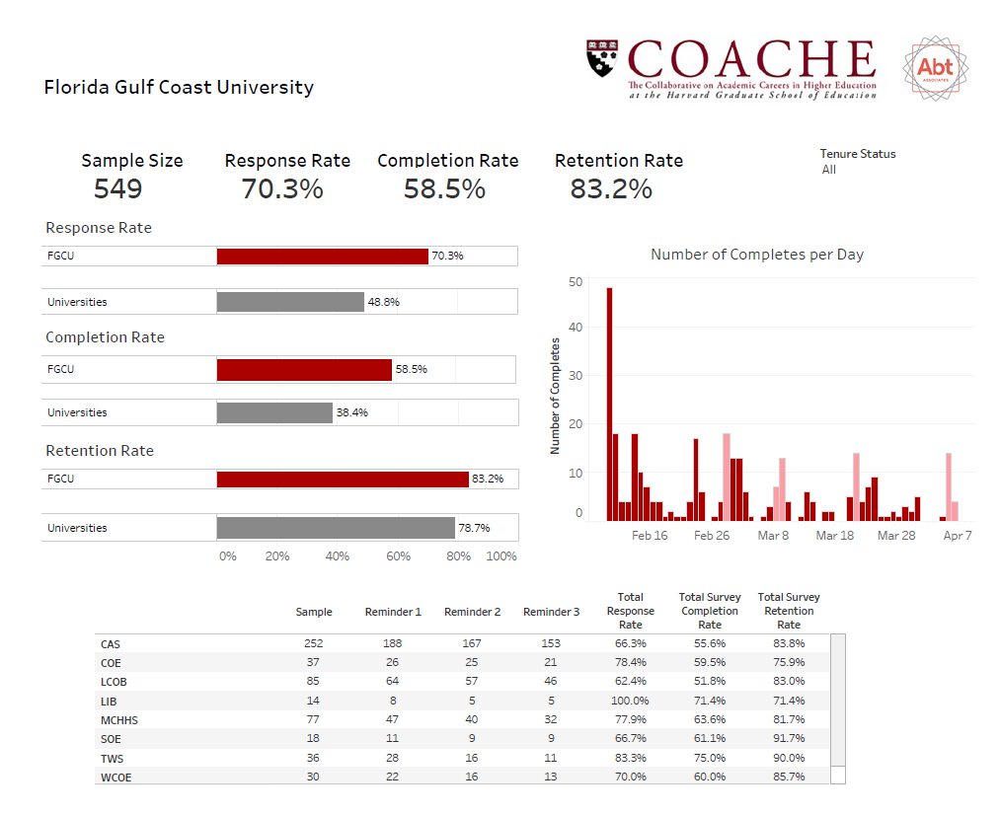 COACHE
The Collaborative on Academic Careers in Higher Education
at the Harvard Graduate School of Education
Abt
ASSOCIATES
Florida Gulf Coast University
Sample Size
549
Response Rate
70.3%
Completion Rate
58.5%
Retention Rate
83.2%
Tenure Status
All
Response Rate
FGCU 70.3%
Universities 48.8%
Completion Rate
FGCU 58.5%
Universities 38.4%
Retention Rate
FGCU 83.2%
Universities 78.7%
0% 20% 40% 60% 80% 100%
Number of Completes per Day
Number of Completes
50
40
30
20
10
0
Feb 16 Feb 26 Mar 8 Mar 18 Mar 28 Apr 7
Sample Reminder 1 Reminder 2 Reminder 3 Total Response Rate Total Survey Completion Rate Total Survey Retention Rate
CAS 252 188 167 153 66.3% 55.6% 83.8%
COE 37 26 25 21 78.4% 59.5% 75.9%
LCOB 85 64 57 46 62.4% 51.8% 83.0%
LIB 14 8 5 5 100.0% 71.4% 71.4%
MCHHS 77 47 40 32 77.9% 63.6% 81.7%
SOE 18 11 9 9 66.7% 61.1% 91.7%
TWS 36 28 16 11 83.3% 75.0% 90.0%
WCOE 30 22 16 13 70.0% 60.0% 85.7%